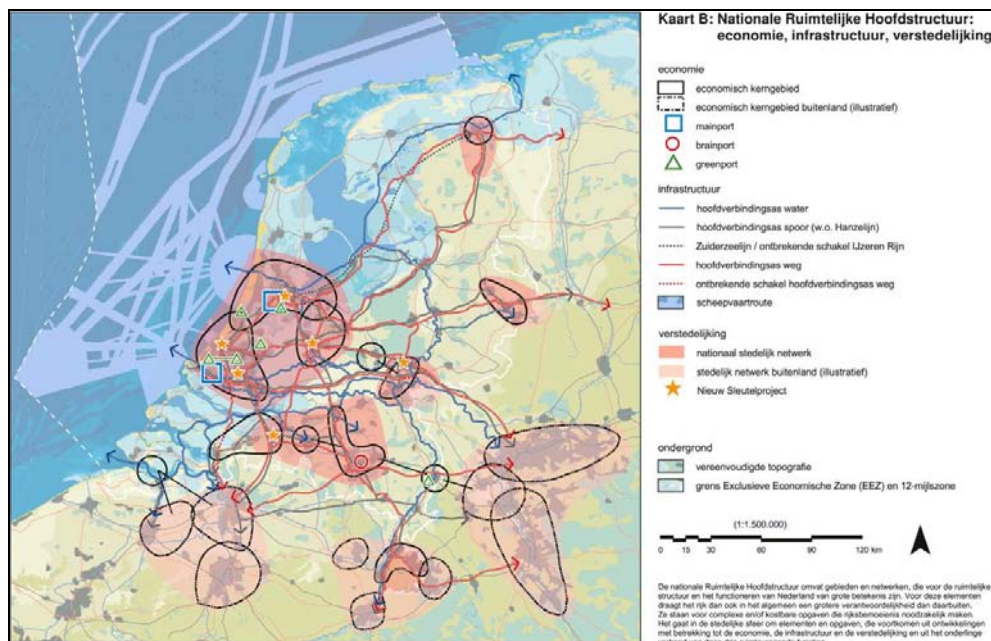 Kaart B: Nationale Ruimtelijke Hoofdstructuur:
economie, infrastructuur, verstedelijking
economie
economisch kerngebied
economisch kerngebied buitenland (illustratief)
mainport
brainport
greenport
infrastructuur
hoofdverbindingsas water
hoofdverbindingsas spoor (w.o. Hanzelijn)
Zuiderzeelijn / ontbrekende schakel IJzeren Rijn
hoofdverbindingsas weg
ontbrekende schakel hoofdverbindingsas weg
scheepvaartroute
verstedelijking
nationaal stedelijk netwerk
stedelijk netwerk buitenland (illustratief)
Nieuw Sleutelproject
ondergrond
vereenvoudigde topografie
grens Exclusieve Economische Zone (EEZ) en 12-mijlszone
(1:1.500.000)
0 15 30 60 90 120 km
De nationale Ruimtelijke Hoofdstructuur omvat gebieden en netwerken, die voor de ruimtelijke
structuur en het functioneren van Nederland van grote betekenis zijn. Voor deze elementen
draagt het rijk dan ook in het algemeen een grotere verantwoordelijkheid dan daarbuiten.
Ze staan voor complexe en/of kostbare opgaven die rijksbemoeienis noodzakelijk maken.
Het gaat in de stedelijke sfeer om elementen en opgaven, die voortkomen uit ontwikkelingen
met betrekking tot de economie, de infrastructuur en de verstedelijking en uit het onderlinge